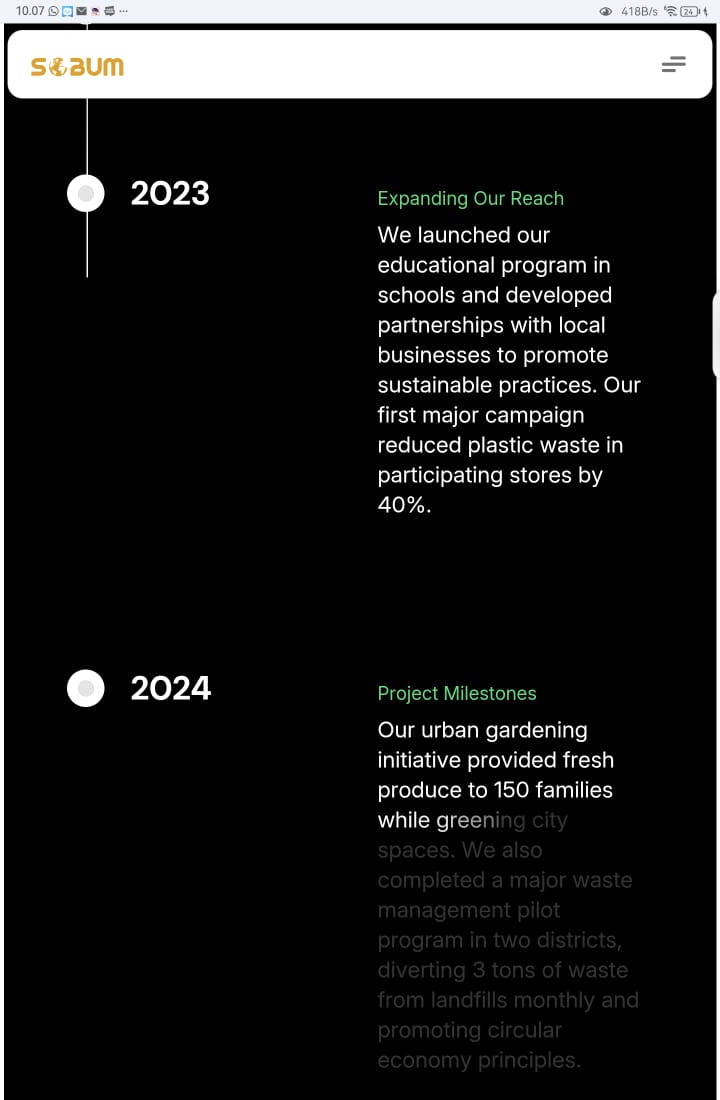 10.07
418B/s
24
SOBUM
2023
Expanding Our Reach
We launched our
educational program in
schools and developed
partnerships with local
businesses to promote
sustainable practices. Our
first major campaign
reduced plastic waste in
participating stores by
40%.
2024
Project Milestones
Our urban gardening
initiative provided fresh
produce to 150 families
while greening city
spaces. We also
completed a major waste
management pilot
program in two districts,
diverting 3 tons of waste
from landfills monthly and
promoting circular
economy principles.